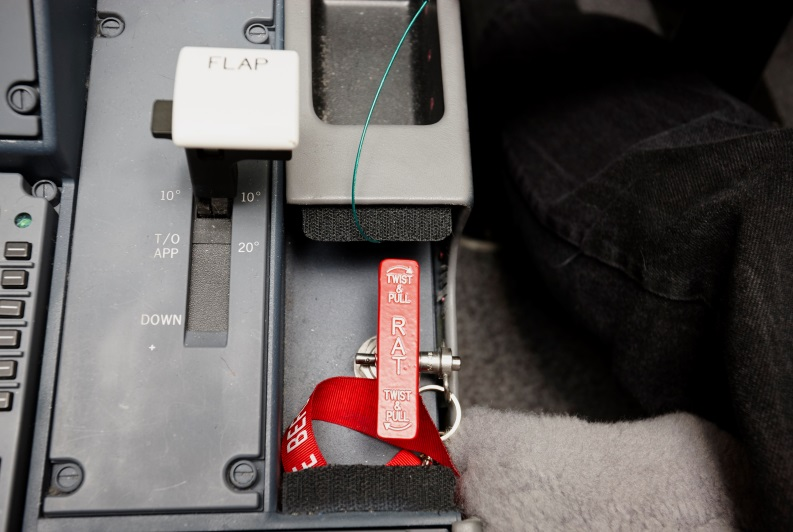 FLAP
10° 10°
T/O 20°
APP
DOWN
TWIST
&
PULL
RAT
TWIST
&
PULL